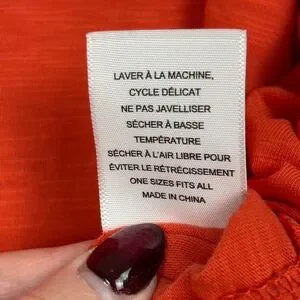 LAVER À LA MACHINE,
CYCLE DÉLICAT
NE PAS JAVELLISER
SÉCHER À BASSE
TEMPÉRATURE
SÉCHER À L'AIR LIBRE POUR
ÉVITER LE RÉTRÉCISSEMENT
ONE SIZES FITS ALL
MADE IN CHINA